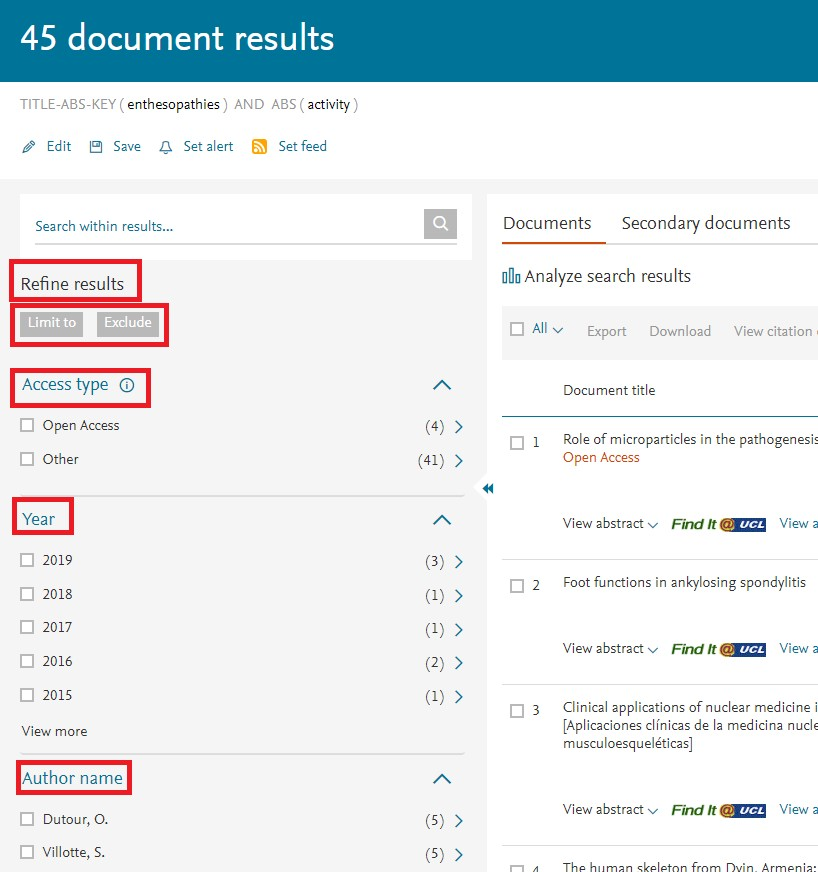 45 document results
TITLE-ABS-KEY ( enthesopathies ) AND ABS ( activity )
Edit Save Set alert Set feed
Search within results...
Refine results
Limit to Exclude
Access type
Open Access (4)
Other (41)
Year
2019 (3)
2018 (1)
2017 (1)
2016 (2)
2015 (1)
View more
Author name
Dutour, O. (5)
Villotte, S. (5)
Documents Secondary documents
Analyze search results
All Export Download View citation
Document title
1 Role of microparticles in the pathogenesis
Open Access
View abstract Find It @ UCL View a
2 Foot functions in ankylosing spondylitis
View abstract Find It @ UCL View a
3 Clinical applications of nuclear medicine i
[Aplicaciones clínicas de la medicina nucle
musculoesqueléticas]
View abstract Find It @ UCL View a
4 The human skeleton from Dvin, Armenia: